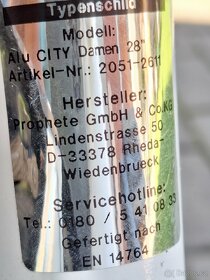 Typenschild
Modell:
Alu CITY Damen 28"
Artikel-Nr.: 2051-2611
Hersteller:
Prophete GmbH & Co.KG
Lindenstrasse 50
D-33378 Rheda-
Wiedenbrueck
Servicehotline:
Tel.: 0180 / 5 41 08 33
Gefertigt nach
EN 14764